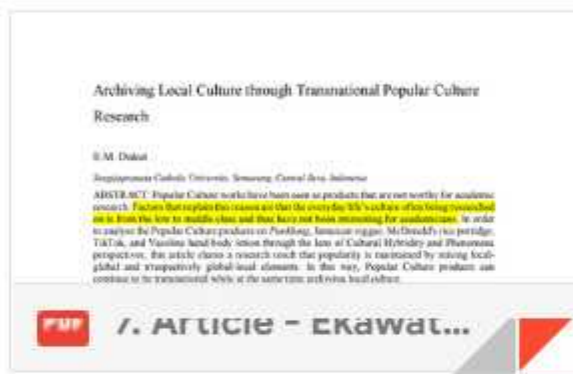 Archiving Local Culture through Transnational Popular Culture
Research
E.M. Dukut
Soegijapranata Catholic University, Semarang, Central Java, Indonesia
ABSTRACT: Popular Culture works have been seen as products that are not worthy for academic
research. Factors that explain this reason are that the everyday life's culture often being researched
on is from the low to middle class and thus have not been interesting for academicians. In order
to analyse the Popular Culture products on Jamaican reggae, McDonald's rice porridge,
TikTok, and Vaseline hand body lotion through the lens of Cultural Hybridity and Phenomena
perspectives, this article shares a research result that popularity is maintained by mixing local-
global and global-local elements. In this way, Popular Culture products can
continue to be transnational while at the same time archiving local culture.
PDF
7. Article - Ekawat...